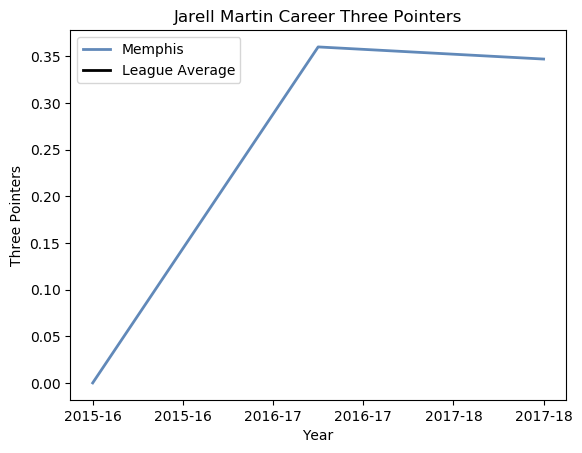 Jarell Martin Career Three Pointers
Memphis
League Average
0.35
0.30
0.25
0.20
0.15
0.10
0.05
0.00
Three Pointers
2015-16 2015-16 2016-17 2016-17 2017-18 2017-18
Year